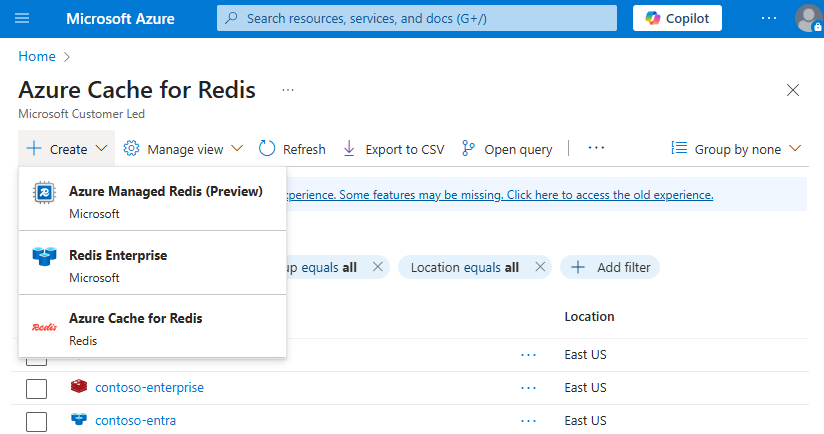 Microsoft Azure
Search resources, services, and docs (G+/)
Copilot
Home
Azure Cache for Redis
Microsoft Customer Led
Create
Manage view
Refresh
Export to CSV
Open query
Group by none
Azure Managed Redis (Preview)
Microsoft
perience. Some features may be missing. Click here to access the old experience.
Redis Enterprise
Microsoft
up equals all
Location equals all
Add filter
Azure Cache for Redis
Redis
Redis
Location
East US
contoso-enterprise
East US
contoso-entra
East US